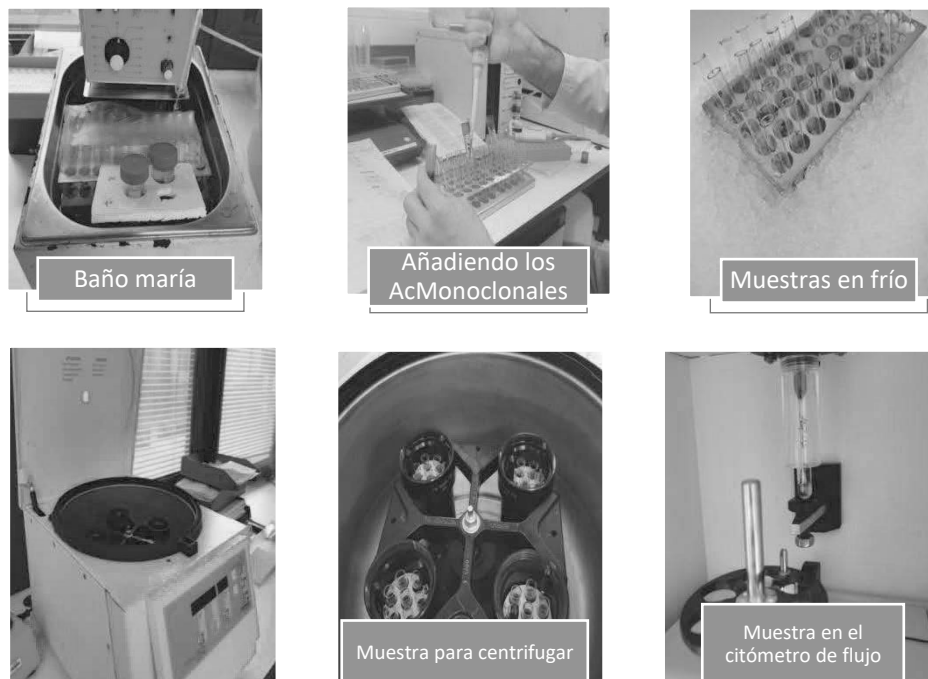 Baño maría
Añadiendo los
AcMonoclonales
Muestras en frío
Muestra para centrifugar
Muestra en el
citómetro de flujo